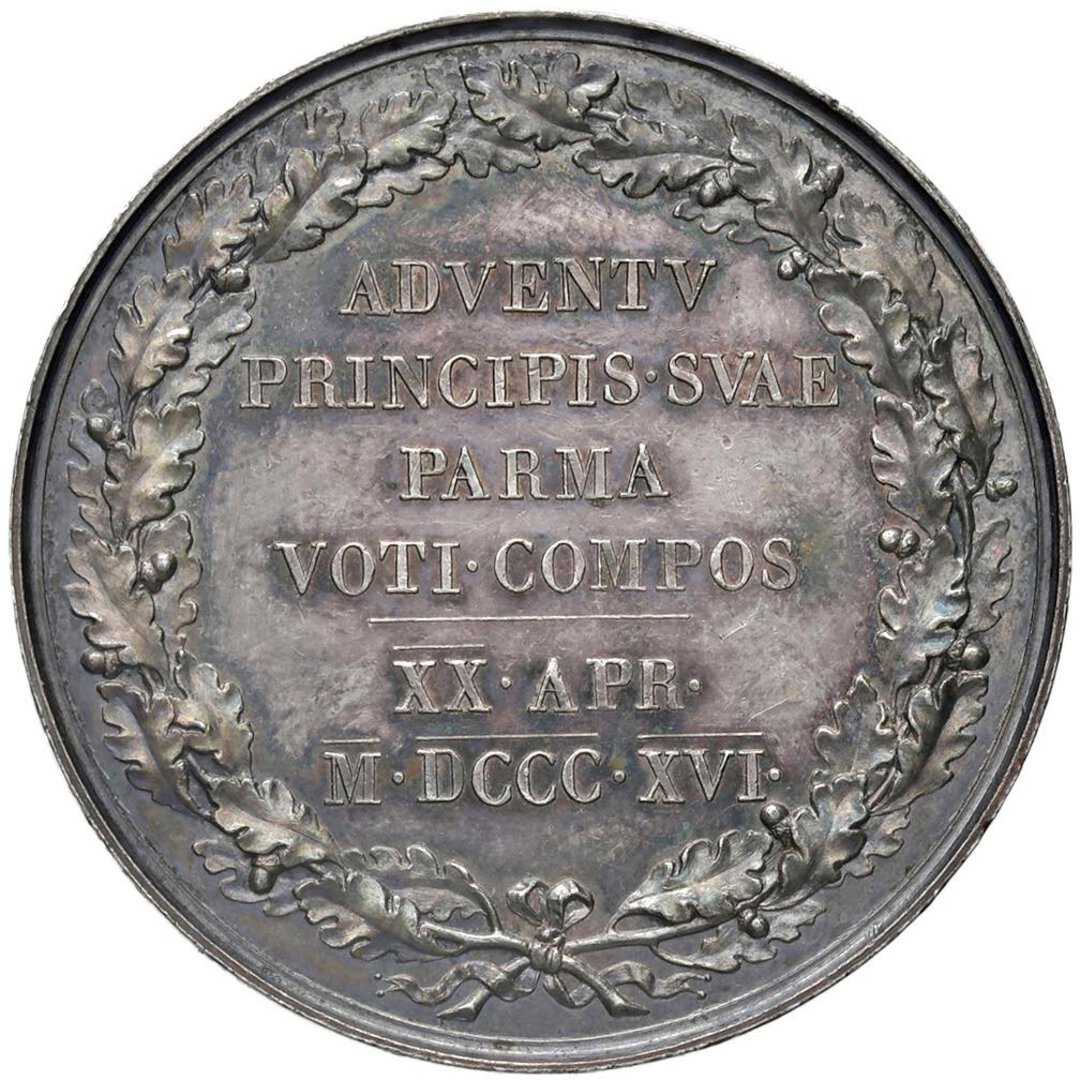 ADVENTV
PRINCIPIS·SVAE
PARMA
VOTI·COMPOS
XX·APR·
M·DCCC·XVI·